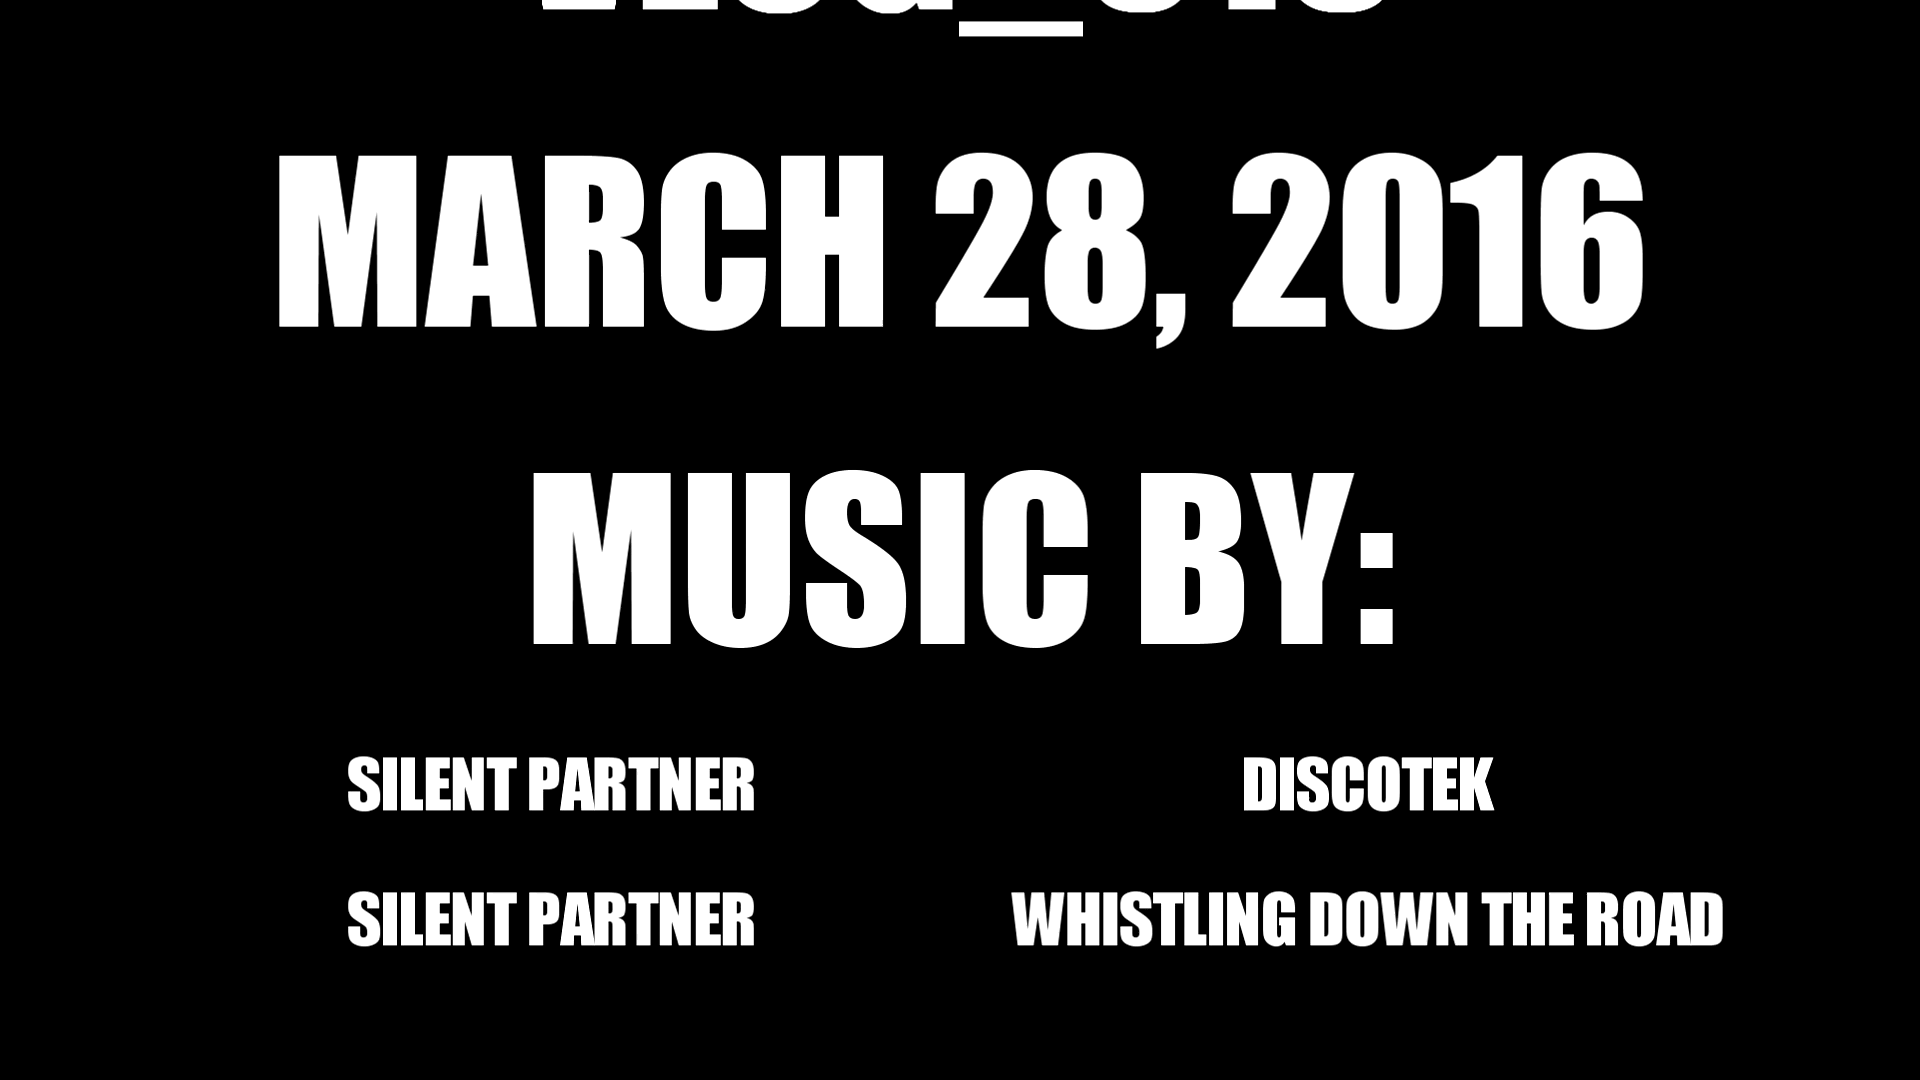 MARCH 28, 2016
MUSIC BY:
SILENT PARTNER DISCOTEK
SILENT PARTNER WHISTLING DOWN THE ROAD